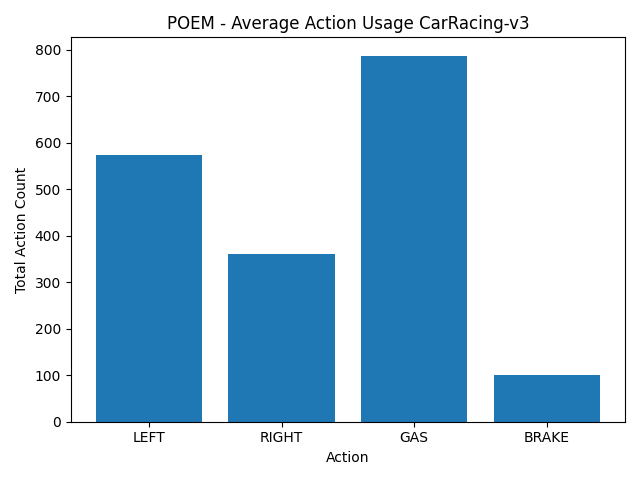 POEM - Average Action Usage CarRacing-v3
Total Action Count
800
700
600
500
400
300
200
100
0
LEFT RIGHT GAS BRAKE
Action